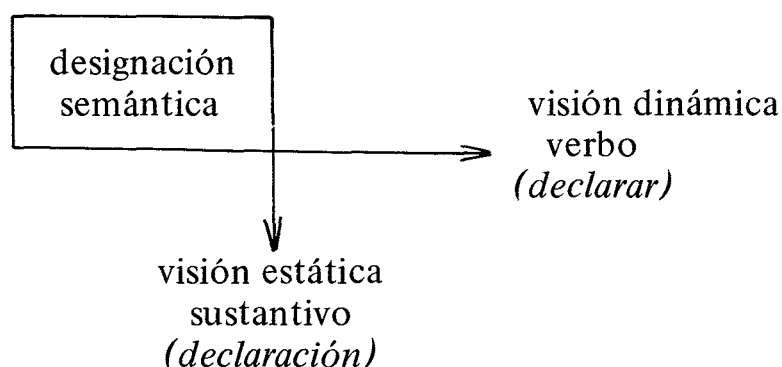 designación
semántica
visión dinámica
verbo
(declarar)
visión estática
sustantivo
(declaración)